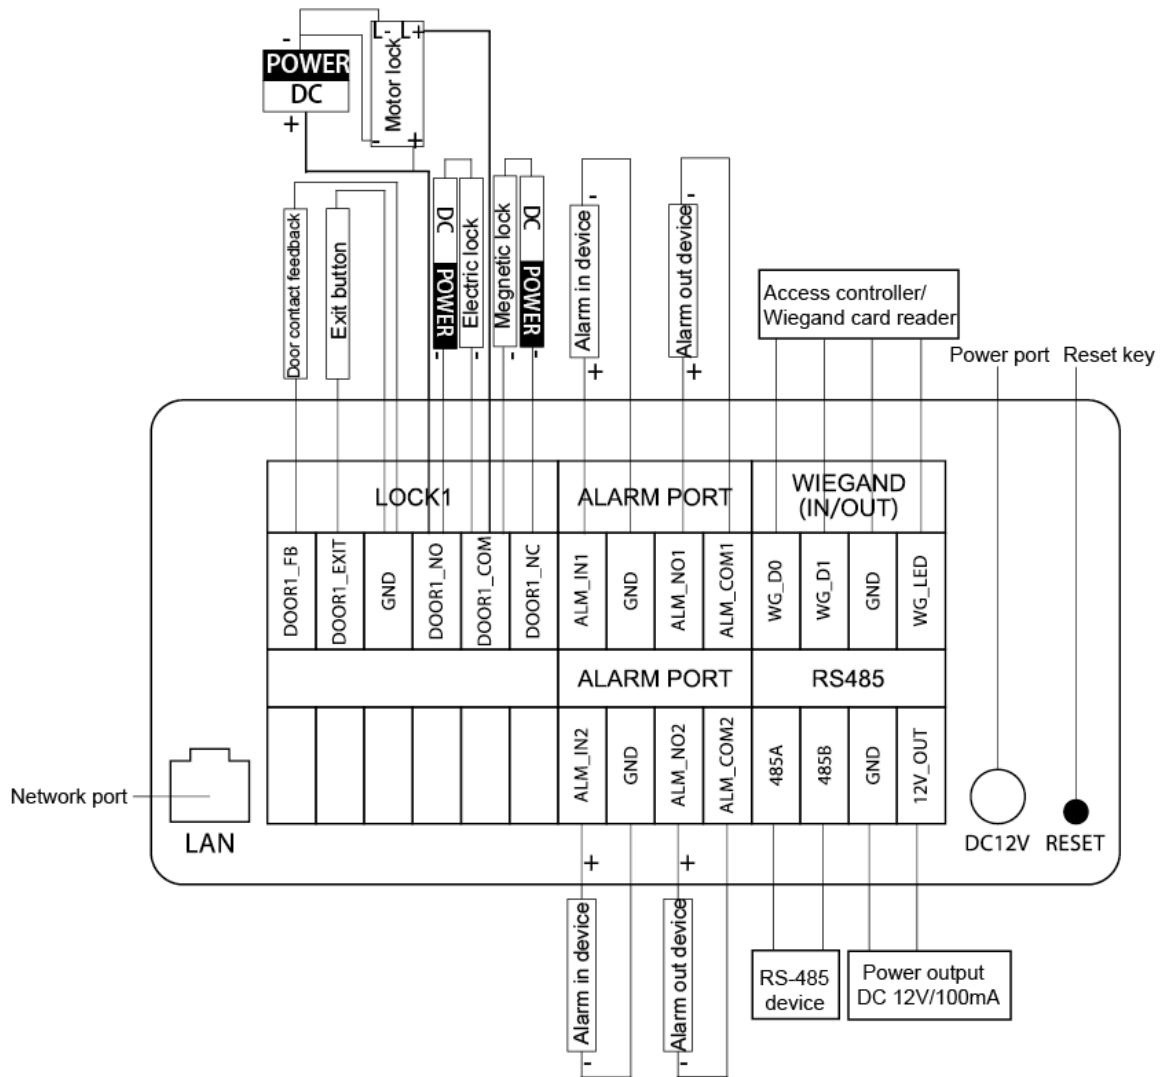 L- L+
-
POWER
DC
+
Motor lock
- +
Door contact feedback
Exit button
DC POWER
-
Electric lock
-
Megnetic lock
-
DC POWER
-
-
Alarm in device
+
-
Alarm out device
+
Access controller/
Wiegand card reader
Power port
Reset key
LOCK1
ALARM PORT
WIEGAND
(IN/OUT)
DOOR1_FB
DOOR1_EXIT
GND
DOOR1_NO
DOOR1_COM
DOOR1_NC
ALM_IN1
GND
ALM_NO1
ALM_COM1
WG_D0
WG_D1
GND
WG_LED
ALARM PORT
RS485
ALM_IN2
GND
ALM_NO2
ALM_COM2
485A
485B
GND
12V_OUT
Network port
LAN
DC12V
RESET
+
Alarm in device
-
+
Alarm out device
-
RS-485
device
Power output
DC 12V/100mA